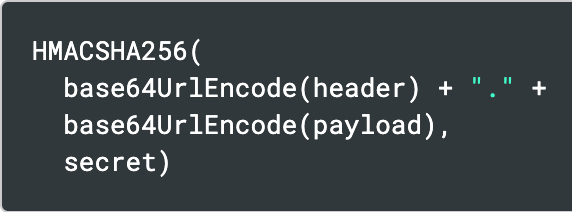 HMACSHA256(
base64UrlEncode(header) + "." +
base64UrlEncode(payload),
secret)